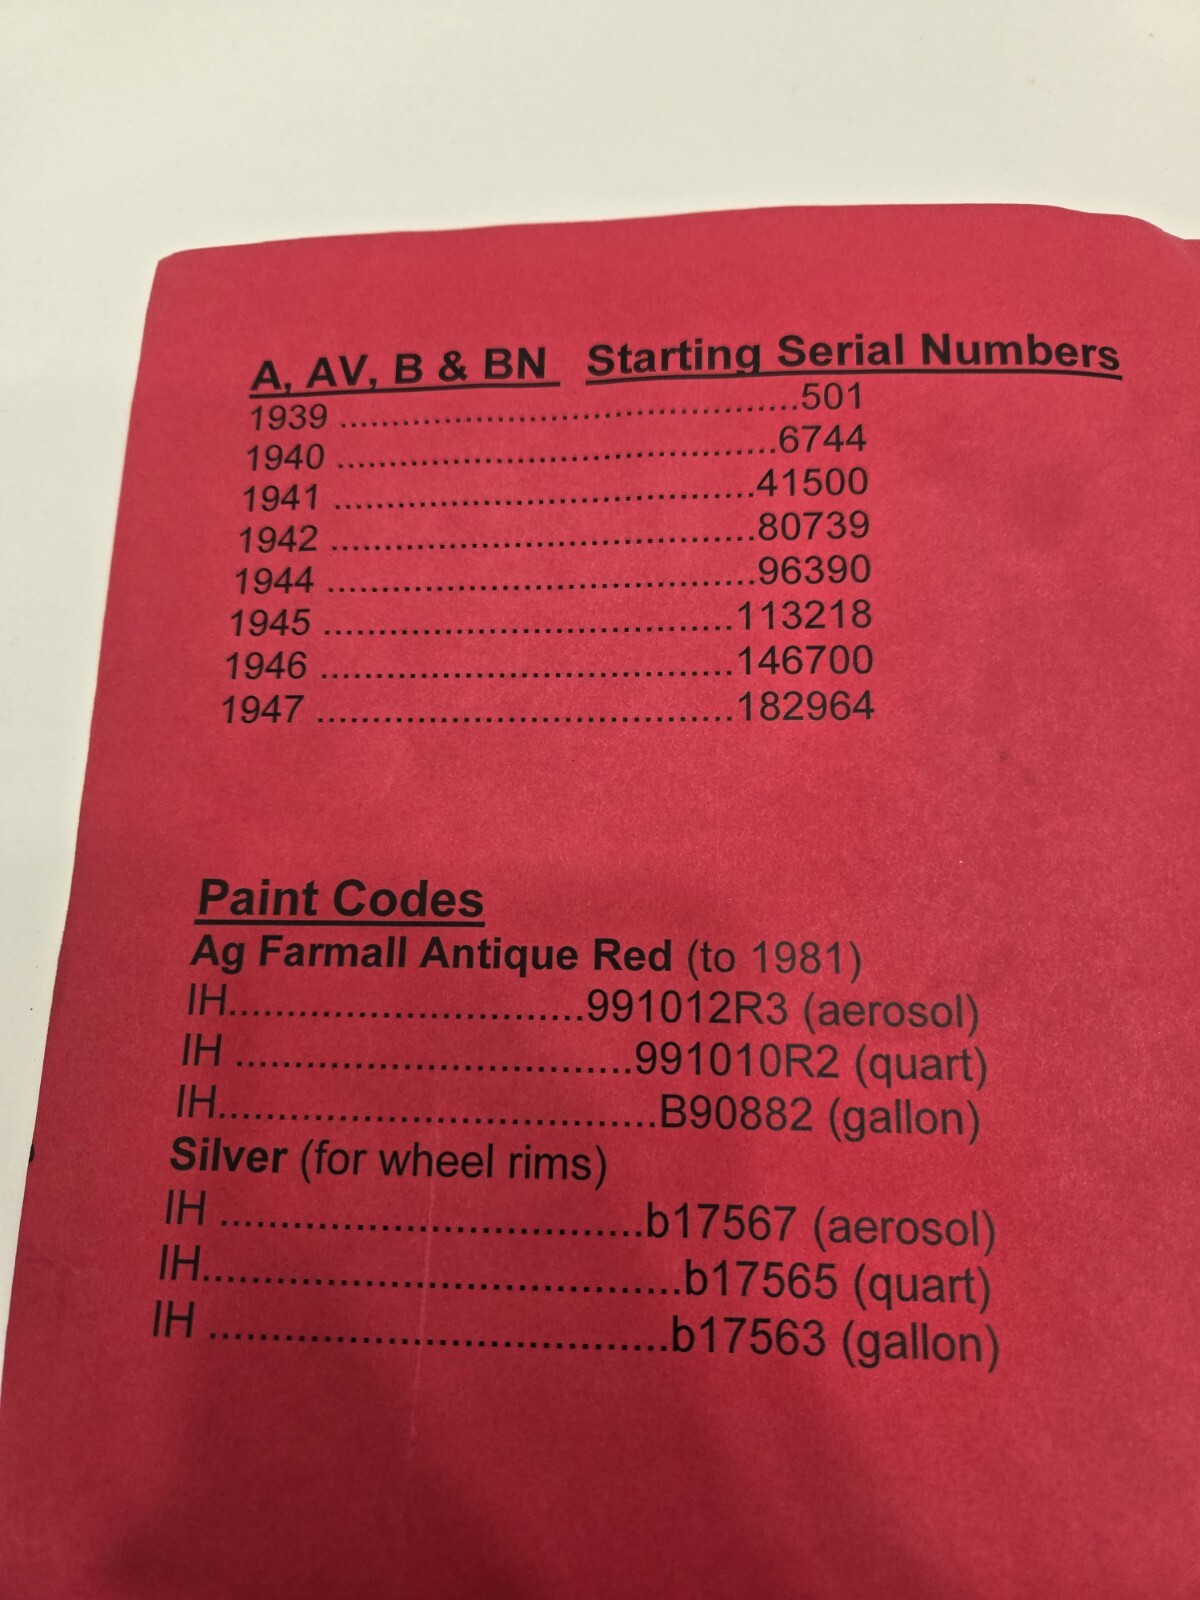 A, AV, B & BN Starting Serial Numbers
1939 ..........................................501
1940 ........................................6744
1941 ......................................41500
1942 ......................................80739
1944 ......................................96390
1945 ....................................113218
1946 ....................................146700
1947 ....................................182964
Paint Codes
Ag Farmall Antique Red (to 1981)
IH..............................991012R3 (aerosol)
IH .................................991010R2 (quart)
IH.....................................B90882 (gallon)
Silver (for wheel rims)
IH ...................................b17567 (aerosol)
IH........................................b17565 (quart)
IH ......................................b17563 (gallon)